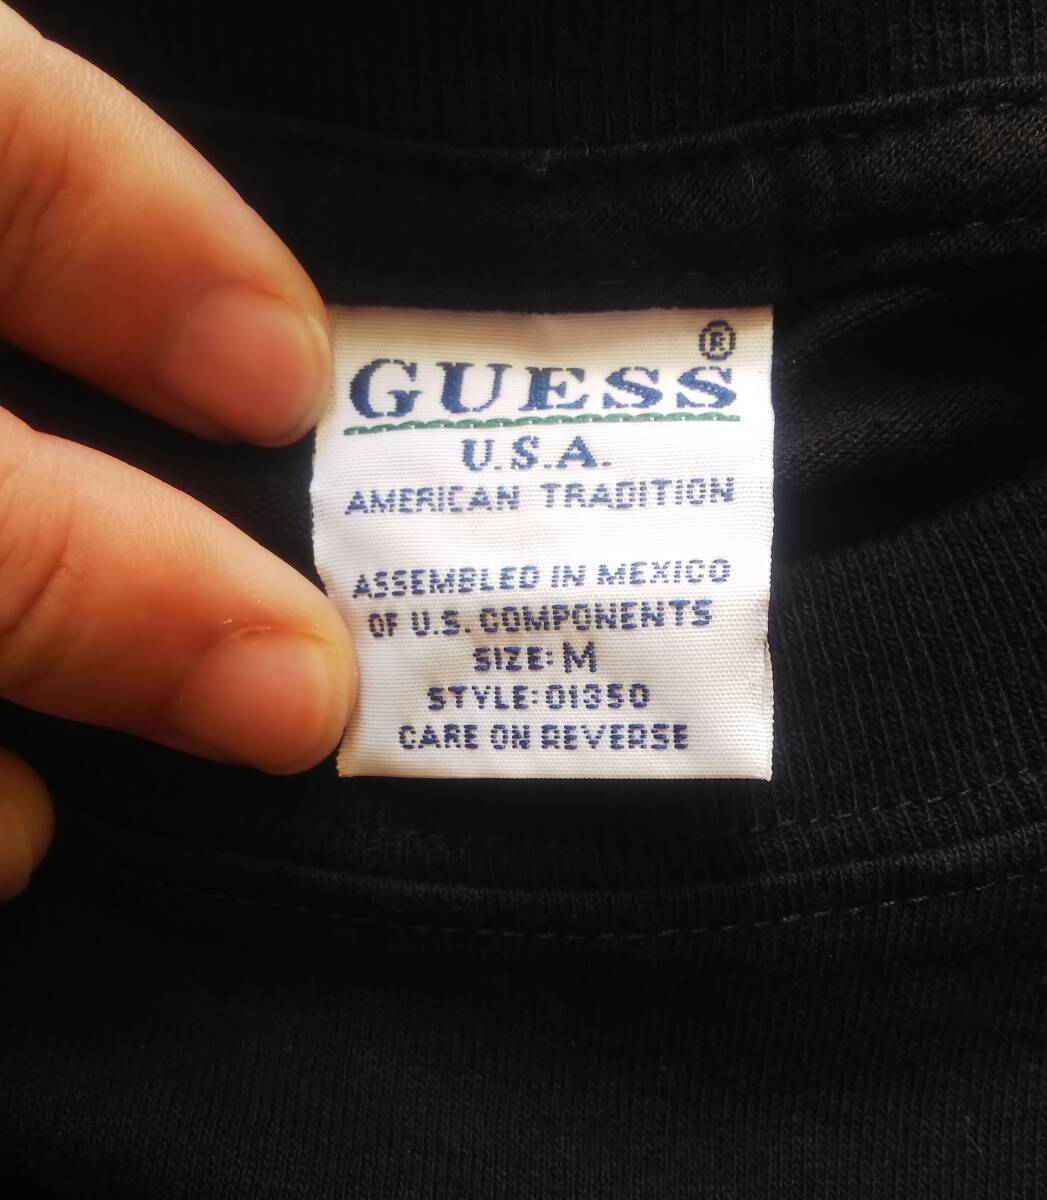 GUESS®
U.S.A.
AMERICAN TRADITION
ASSEMBLED IN MEXICO
OF U.S. COMPONENTS
SIZE: M
STYLE: 01350
CARE ON REVERSE